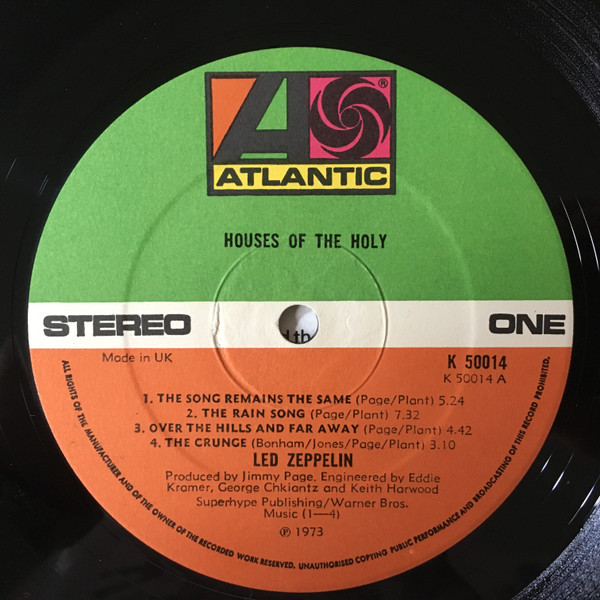 ®
ATLANTIC
HOUSES OF THE HOLY
STEREO
ONE
d th
Made in UK
K 50014
K 50014 A
1. THE SONG REMAINS THE SAME (Page/Plant) 5.24
2. THE RAIN SONG (Page/Plant) 7.32
3. OVER THE HILLS AND FAR AWAY (Page/Plant) 4.42
4. THE CRUNGE (Bonham/Jones/Page/Plant) 3.10
LED ZEPPELIN
Produced by Jimmy Page, Engineered by Eddie
Kramer, George Chkiantz and Keith Harwood
Superhype Publishing/Warner Bros.
Music (1—4)
℗ 1973
ALL RIGHTS OF THE MANUFACTURER AND OF THE OWNER OF THE RECORDED WORK RESERVED. UNAUTHORISED COPYING PUBLIC PERFORMANCE AND BROADCASTING OF THIS RECORD PROHIBITED.